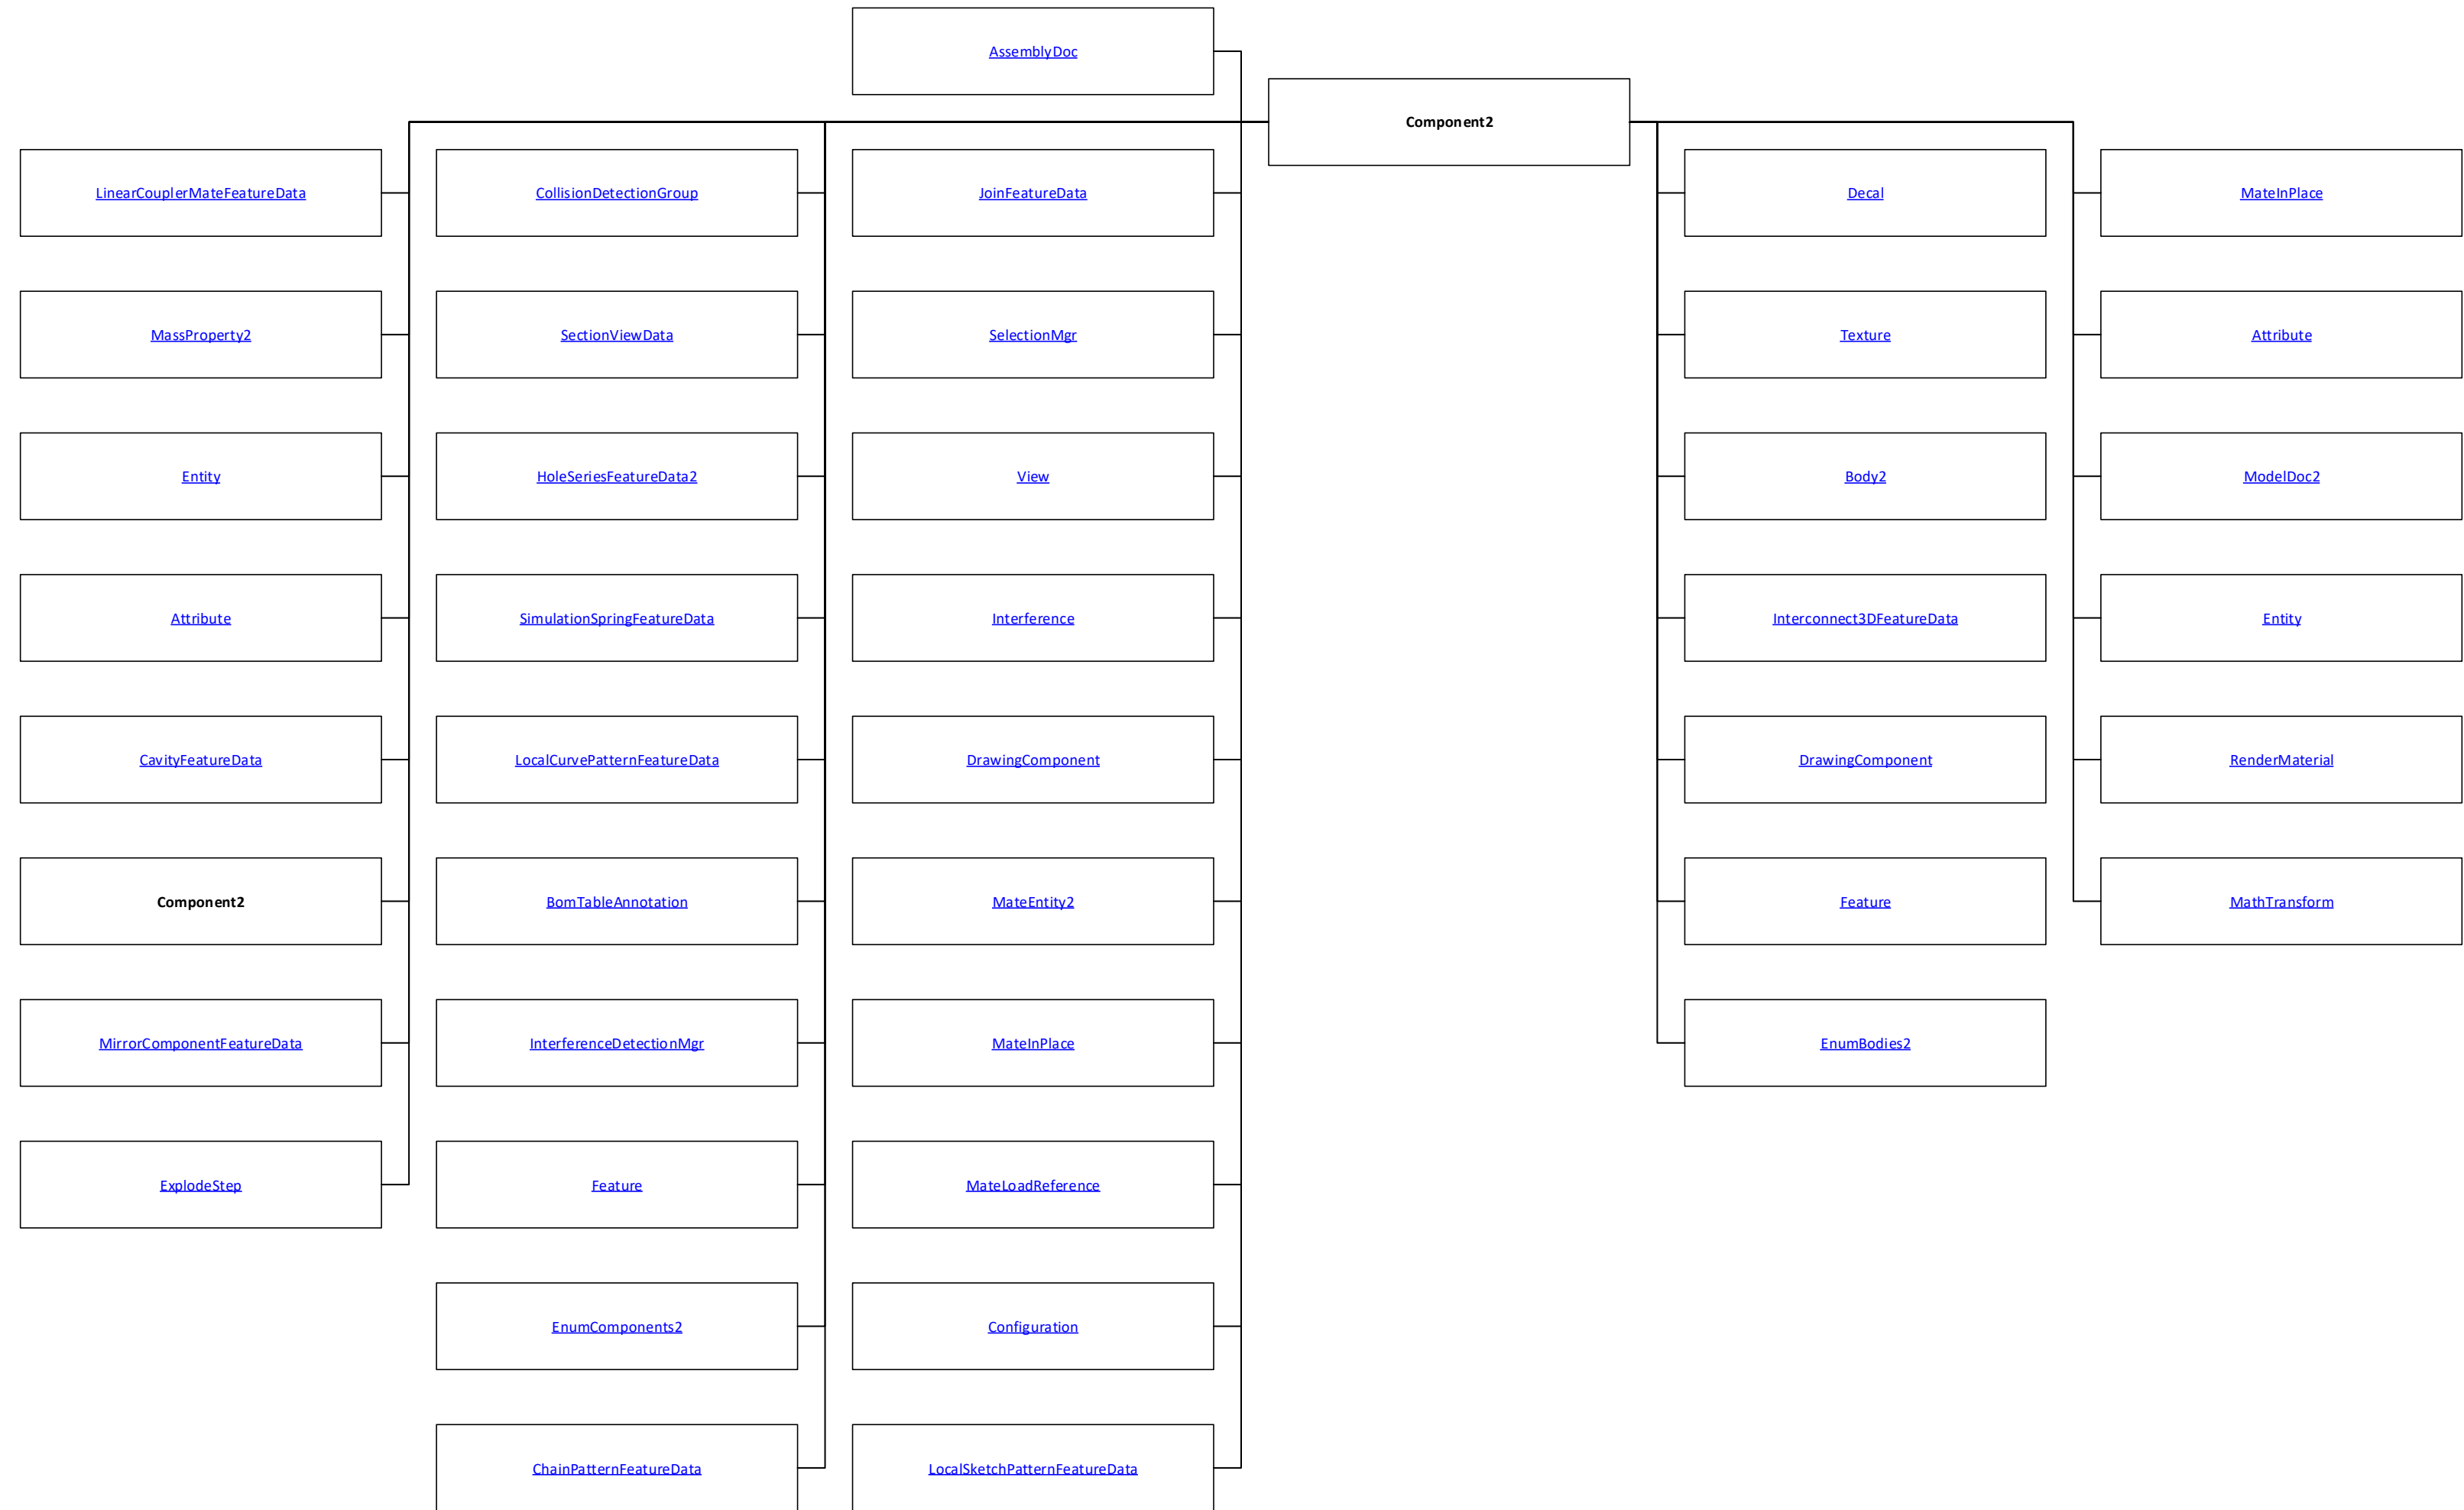 AssemblyDoc
Component2
LinearCouplerMateFeatureData
CollisionDetectionGroup
JoinFeatureData
Decal
MateInPlace
MassProperty2
SectionViewData
SelectionMgr
Texture
Attribute
Entity
HoleSeriesFeatureData2
View
Body2
ModelDoc2
Attribute
SimulationSpringFeatureData
Interference
Interconnect3DFeatureData
Entity
CavityFeatureData
LocalCurvePatternFeatureData
DrawingComponent
DrawingComponent
RenderMaterial
Component2
BomTableAnnotation
MateEntity2
Feature
MathTransform
MirrorComponentFeatureData
InterferenceDetectionMgr
MateInPlace
EnumBodies2
ExplodeStep
Feature
MateLoadReference
EnumComponents2
Configuration
ChainPatternFeatureData
LocalSketchPatternFeatureData